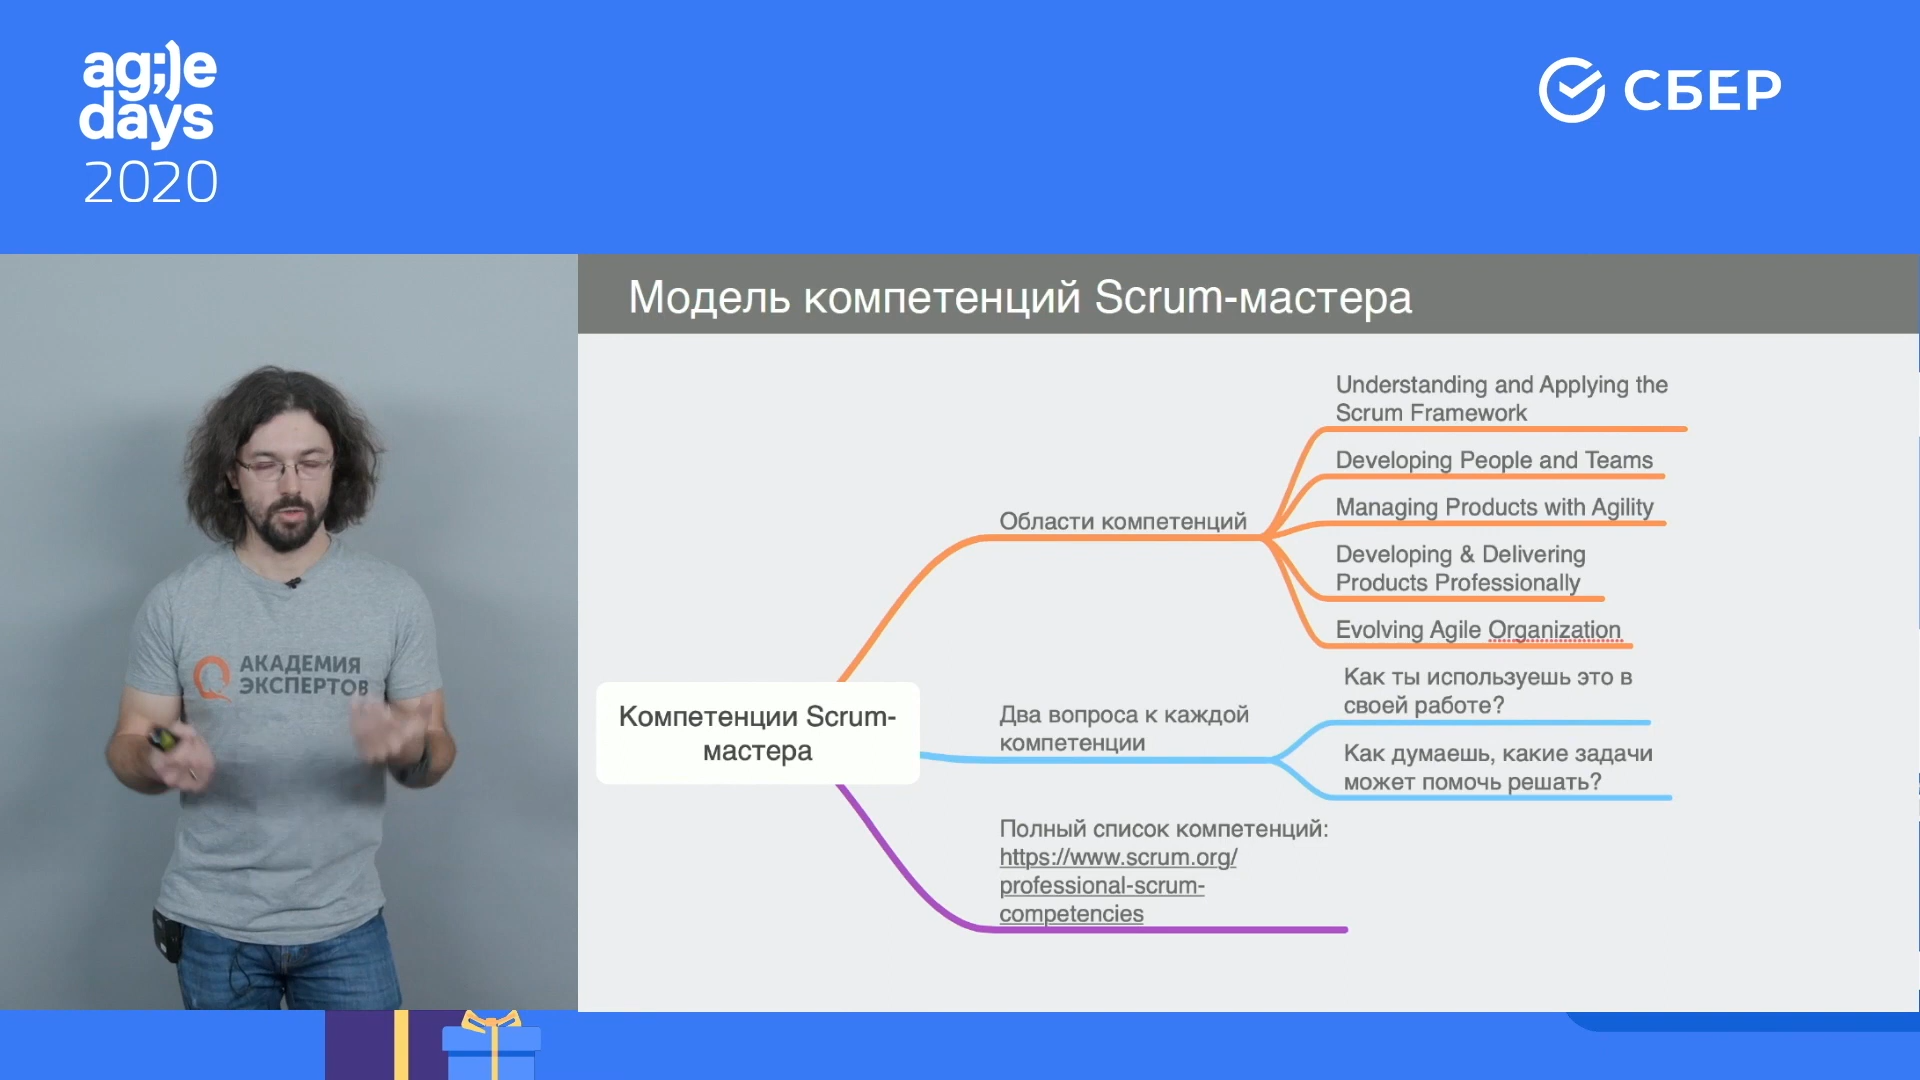 ag;)e
days
2020
СБЕР
АКАДЕМИЯ
ЭКСПЕРТОВ
Модель компетенций Scrum-мастера
Компетенции Scrum-
мастера
Области компетенций
Understanding and Applying the
Scrum Framework
Developing People and Teams
Managing Products with Agility
Developing & Delivering
Products Professionally
Evolving Agile Organization
Два вопроса к каждой
компетенции
Как ты используешь это в
своей работе?
Как думаешь, какие задачи
может помочь решать?
Полный список компетенций:
https://www.scrum.org/
professional-scrum-
competencies